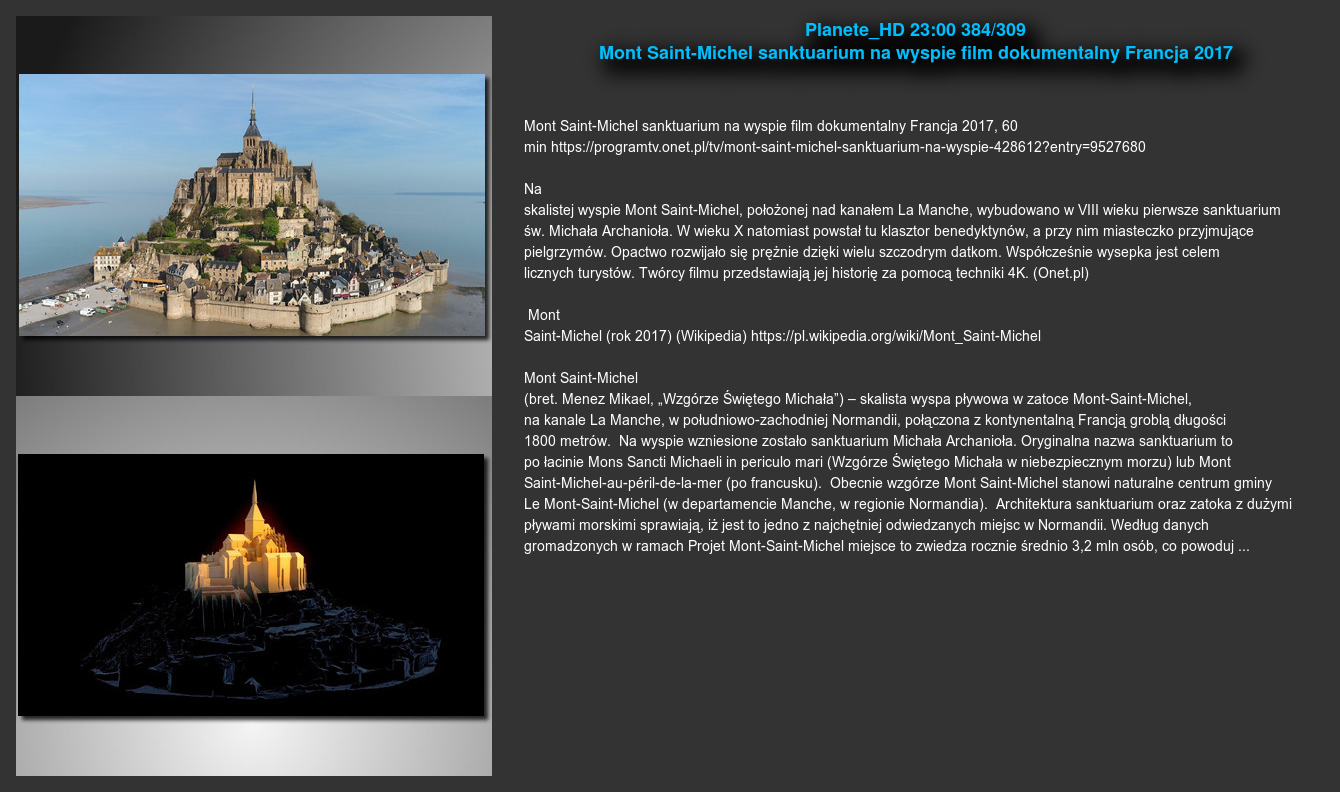 Planete_HD 23:00 384/309
Mont Saint-Michel sanktuarium na wyspie film dokumentalny Francja 2017
Mont Saint-Michel sanktuarium na wyspie film dokumentalny Francja 2017, 60
min https://programtv.onet.pl/tv/mont-saint-michel-sanktuarium-na-wyspie-428612?entry=9527680
Na
skalistej wyspie Mont Saint-Michel, położonej nad kanałem La Manche, wybudowano w VIII wieku pierwsze sanktuarium
św. Michała Archanioła. W wieku X natomiast powstał tu klasztor benedyktynów, a przy nim miasteczko przyjmujące
pielgrzymów. Opactwo rozwijało się prężnie dzięki wielu szczodrym datkom. Współcześnie wysepka jest celem
licznych turystów. Twórcy filmu przedstawiają jej historię za pomocą techniki 4K. (Onet.pl)
Mont
Saint-Michel (rok 2017) (Wikipedia) https://pl.wikipedia.org/wiki/Mont_Saint-Michel
Mont Saint-Michel
(bret. Menez Mikael, „Wzgórze Świętego Michała”) – skalista wyspa pływowa w zatoce Mont-Saint-Michel,
na kanale La Manche, w południowo-zachodniej Normandii, połączona z kontynentalną Francją groblą długości
1800 metrów.  Na wyspie wzniesione zostało sanktuarium Michała Archanioła. Oryginalna nazwa sanktuarium to
po łacinie Mons Sancti Michaeli in periculo mari (Wzgórze Świętego Michała w niebezpiecznym morzu) lub Mont
Saint-Michel-au-péril-de-la-mer (po francusku).  Obecnie wzgórze Mont Saint-Michel stanowi naturalne centrum gminy
Le Mont-Saint-Michel (w departamencie Manche, w regionie Normandia).  Architektura sanktuarium oraz zatoka z dużymi
pływami morskimi sprawiają, iż jest to jedno z najchętniej odwiedzanych miejsc w Normandii. Według danych
gromadzonych w ramach Projet Mont-Saint-Michel miejsce to zwiedza rocznie średnio 3,2 mln osób, co powoduj ...